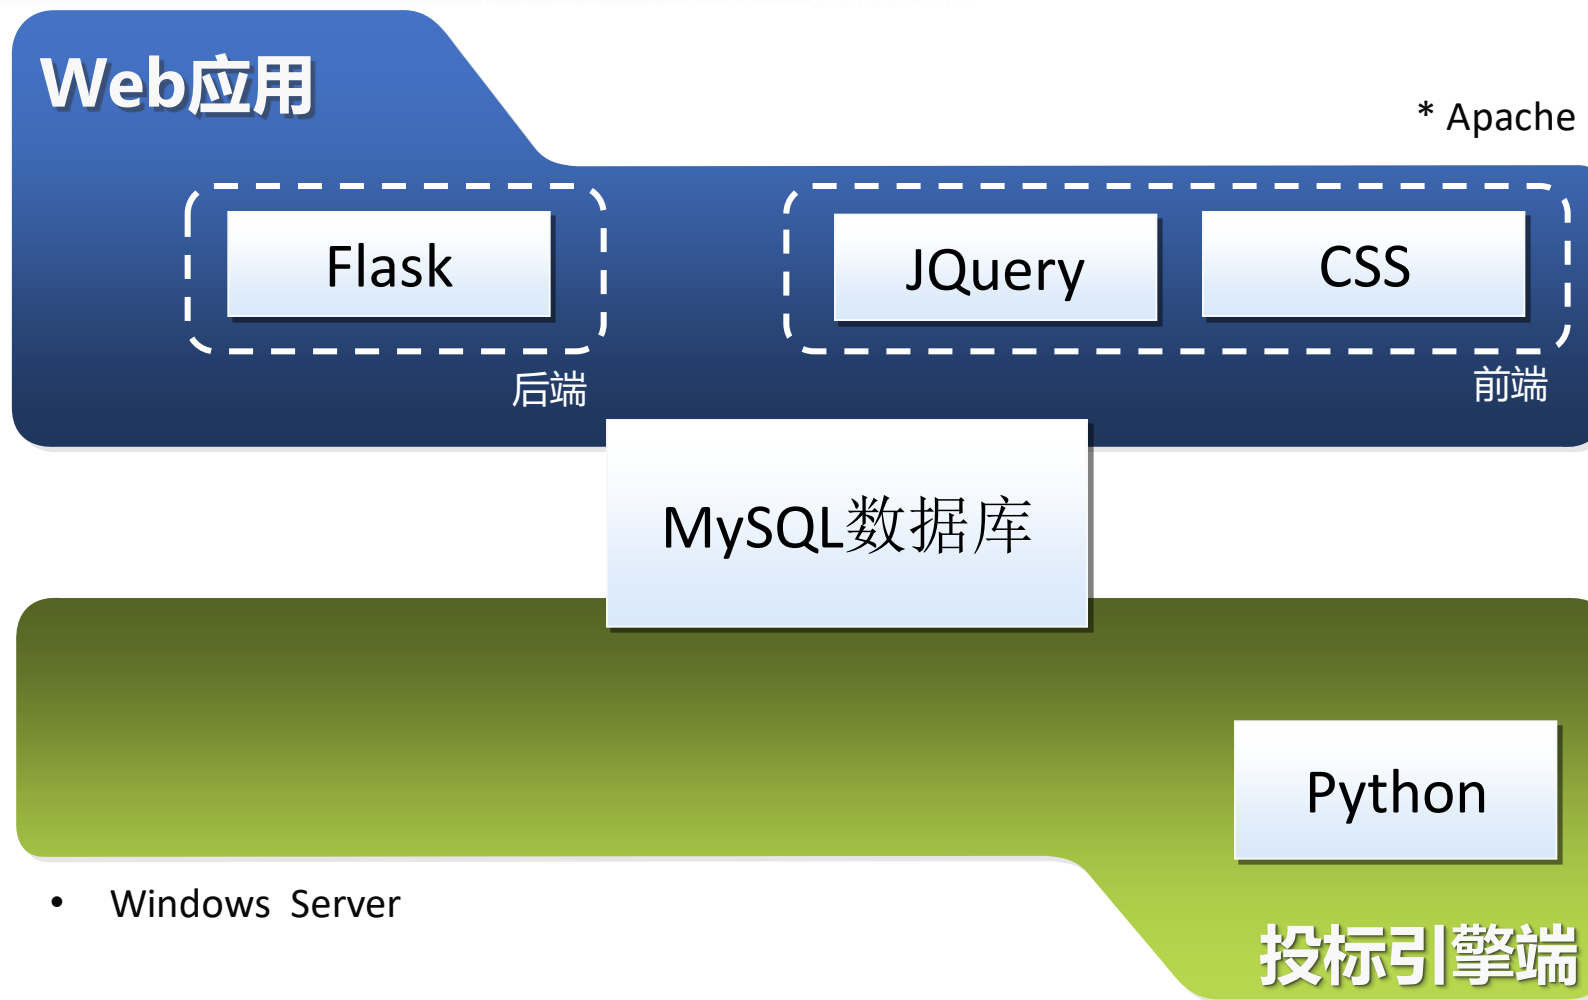 Web应用
* Apache
Flask
JQuery
CSS
后端
前端
MySQL数据库
Python
• Windows Server
投标引擎端